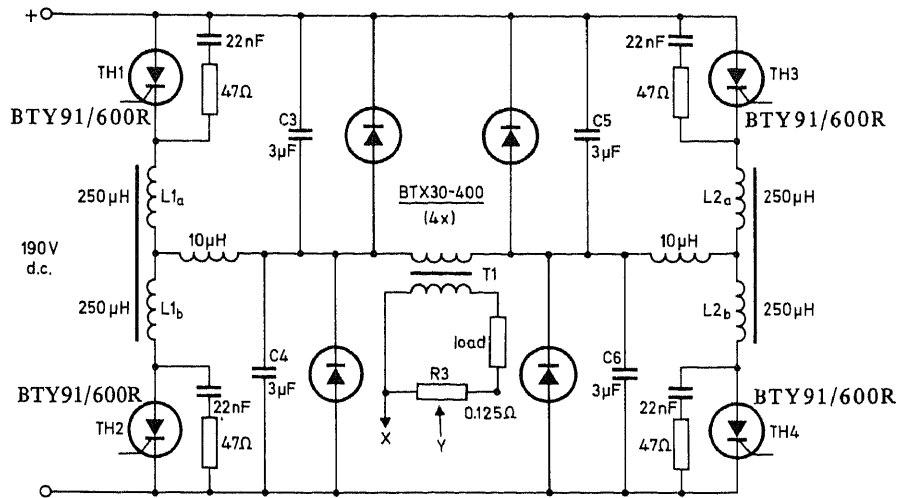 +
22nF
TH1
47Ω
BTY91/600R
C3
3µF
22nF
TH3
47Ω
BTY91/600R
C5
3µF
250µH
L1a
BTX30-400
(4x)
L2a
250µH
190V
d.c.
10µH
10µH
T1
250µH
L1b
L2b
250µH
load
C4
3µF
R3
0.125Ω
C6
3µF
X
Y
BTY91/600R
22nF
TH2
47Ω
22nF
BTY91/600R
47Ω
TH4